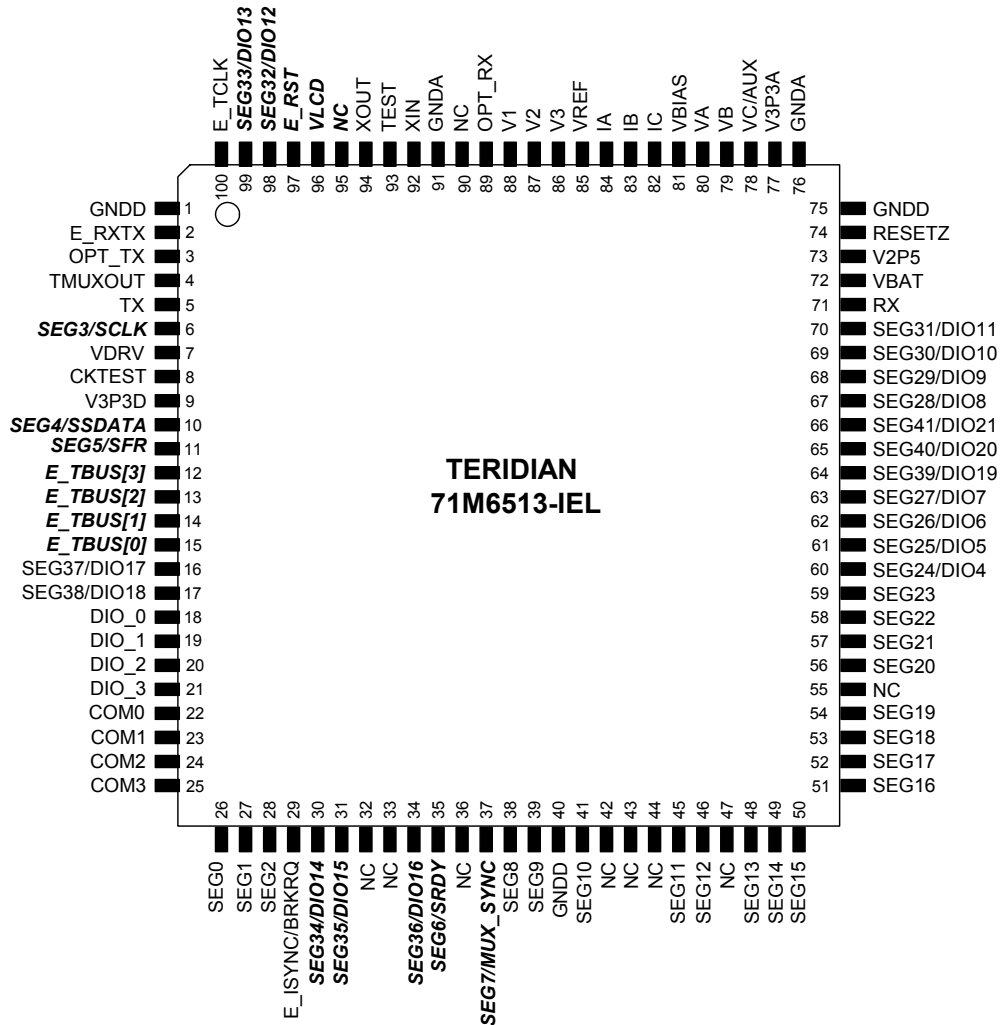 E_TCLK
SEG33/DIO13
SEG32/DIO12
E_RST
VLCD
NC
XOUT
TEST
XIN
GNDA
NC
OPT_RX
V1
V2
V3
VREF
IA
IB
IC
VBIAS
VA
VB
VC/AUX
V3P3A
GNDA
100
99
98
97
96
95
94
93
92
91
90
89
88
87
86
85
84
83
82
81
80
79
78
77
76
GNDD 1
E_RXTX 2
OPT_TX 3
TMUXOUT 4
TX 5
SEG3/SCLK 6
VDRV 7
CKTEST 8
V3P3D 9
SEG4/SSDATA 10
SEG5/SFR 11
E_TBUS[3] 12
E_TBUS[2] 13
E_TBUS[1] 14
E_TBUS[0] 15
SEG37/DIO17 16
SEG38/DIO18 17
DIO_0 18
DIO_1 19
DIO_2 20
DIO_3 21
COM0 22
COM1 23
COM2 24
COM3 25
TERIDIAN
71M6513-IEL
75 GNDD
74 RESETZ
73 V2P5
72 VBAT
71 RX
70 SEG31/DIO11
69 SEG30/DIO10
68 SEG29/DIO9
67 SEG28/DIO8
66 SEG41/DIO21
65 SEG40/DIO20
64 SEG39/DIO19
63 SEG27/DIO7
62 SEG26/DIO6
61 SEG25/DIO5
60 SEG24/DIO4
59 SEG23
58 SEG22
57 SEG21
56 SEG20
55 NC
54 SEG19
53 SEG18
52 SEG17
51 SEG16
26
27
28
29
30
31
32
33
34
35
36
37
38
39
40
41
42
43
44
45
46
47
48
49
50
SEG0
SEG1
SEG2
E_ISYNC/BRKRQ
SEG34/DIO14
SEG35/DIO15
NC
NC
SEG36/DIO16
SEG6/SRDY
NC
SEG7/MUX_SYNC
SEG8
SEG9
GNDD
SEG10
NC
NC
NC
SEG11
SEG12
NC
SEG13
SEG14
SEG15